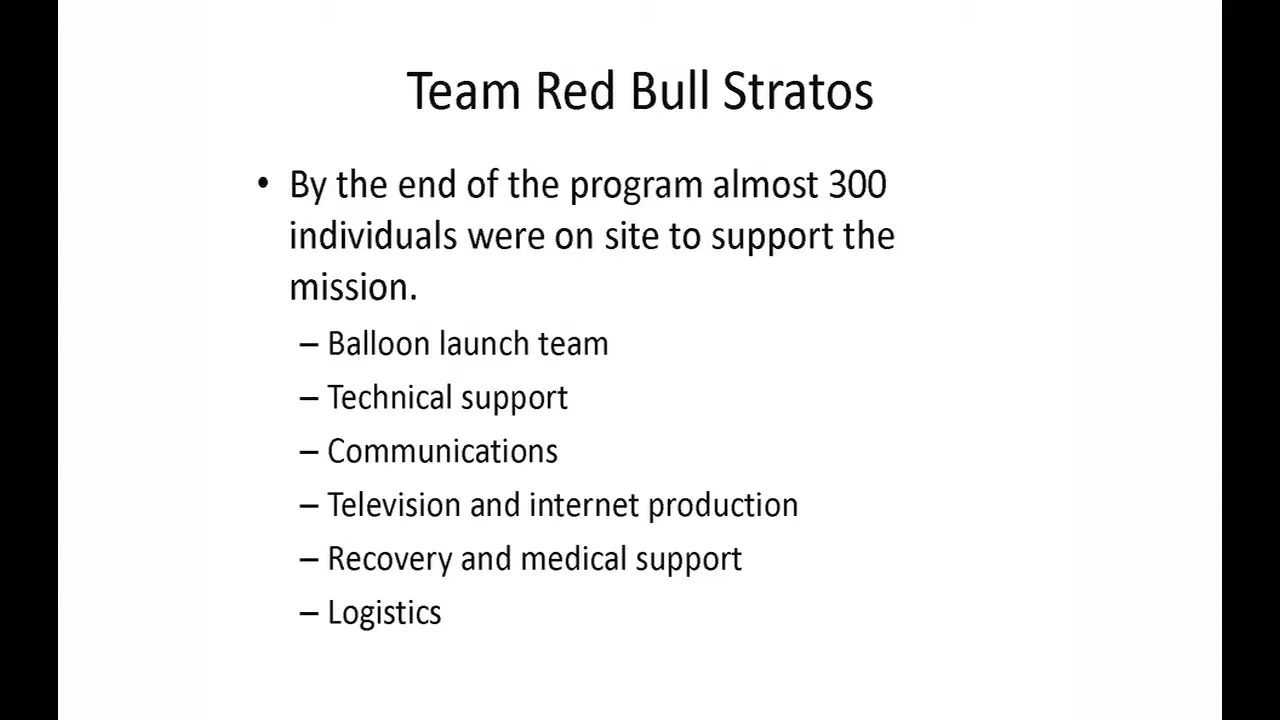 Team Red Bull Stratos
• By the end of the program almost 300
individuals were on site to support the
mission.
– Balloon launch team
– Technical support
– Communications
– Television and internet production
– Recovery and medical support
– Logistics